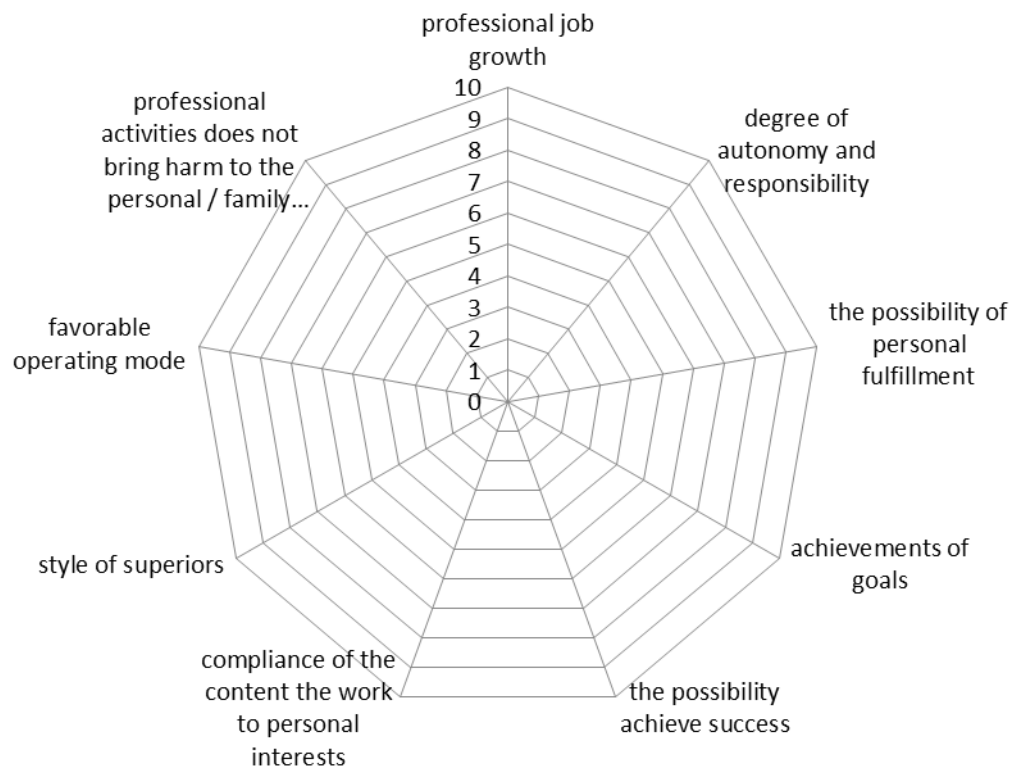 professional job
growth
10
9
8
7
6
5
4
3
2
1
0
degree of
autonomy and
responsibility
the possibility of
personal
fulfillment
achievements of
goals
the possibility
achieve success
compliance of the
content the work
to personal
interests
style of superiors
favorable
operating mode
professional
activities does not
bring harm to the
personal / family...